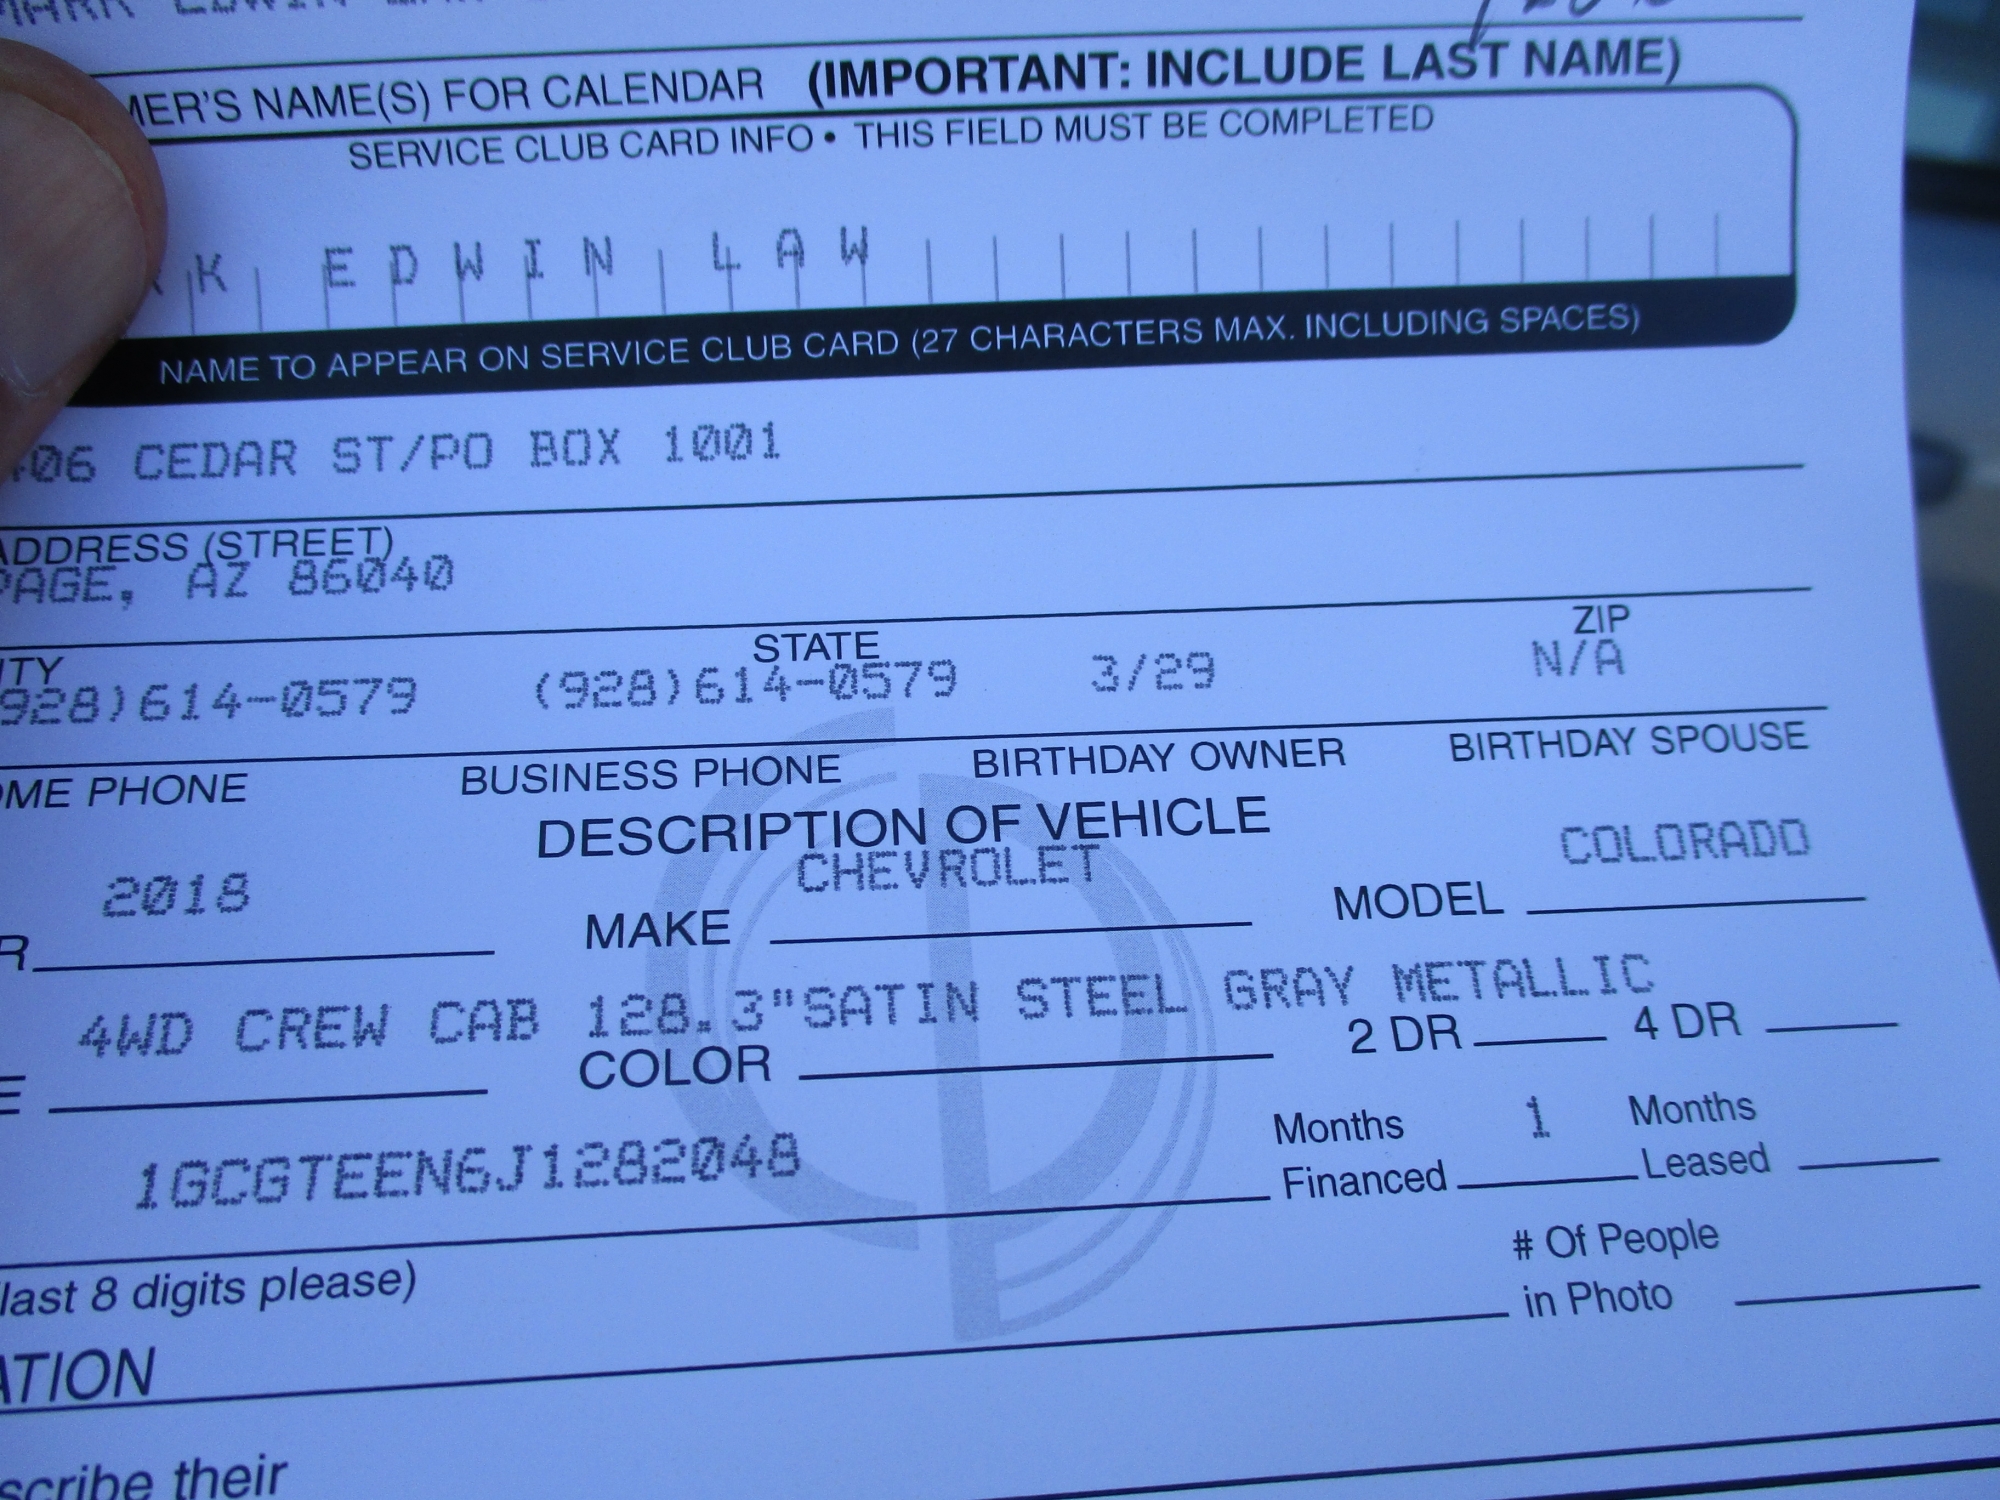 MARK EDWIN
MER'S NAME(S) FOR CALENDAR (IMPORTANT: INCLUDE LAST NAME)
SERVICE CLUB CARD INFO • THIS FIELD MUST BE COMPLETED
K EDWIN LAW
NAME TO APPEAR ON SERVICE CLUB CARD (27 CHARACTERS MAX. INCLUDING SPACES)
06 CEDAR ST/PO BOX 1001
ADDRESS (STREET)
PAGE, AZ 86040
ITY STATE ZIP
928)614-0579 (928)614-0579 3/29 N/A
OME PHONE BUSINESS PHONE BIRTHDAY OWNER BIRTHDAY SPOUSE
DESCRIPTION OF VEHICLE
R 2018 MAKE CHEVROLET MODEL COLORADO
4WD CREW CAB 128.3"SATIN STEEL GRAY METALLIC
E COLOR 2 DR 4 DR
1GCGTEEN6J1282048
Months Financed 1 Months Leased
(last 8 digits please)
# Of People in Photo
ATION
scribe their